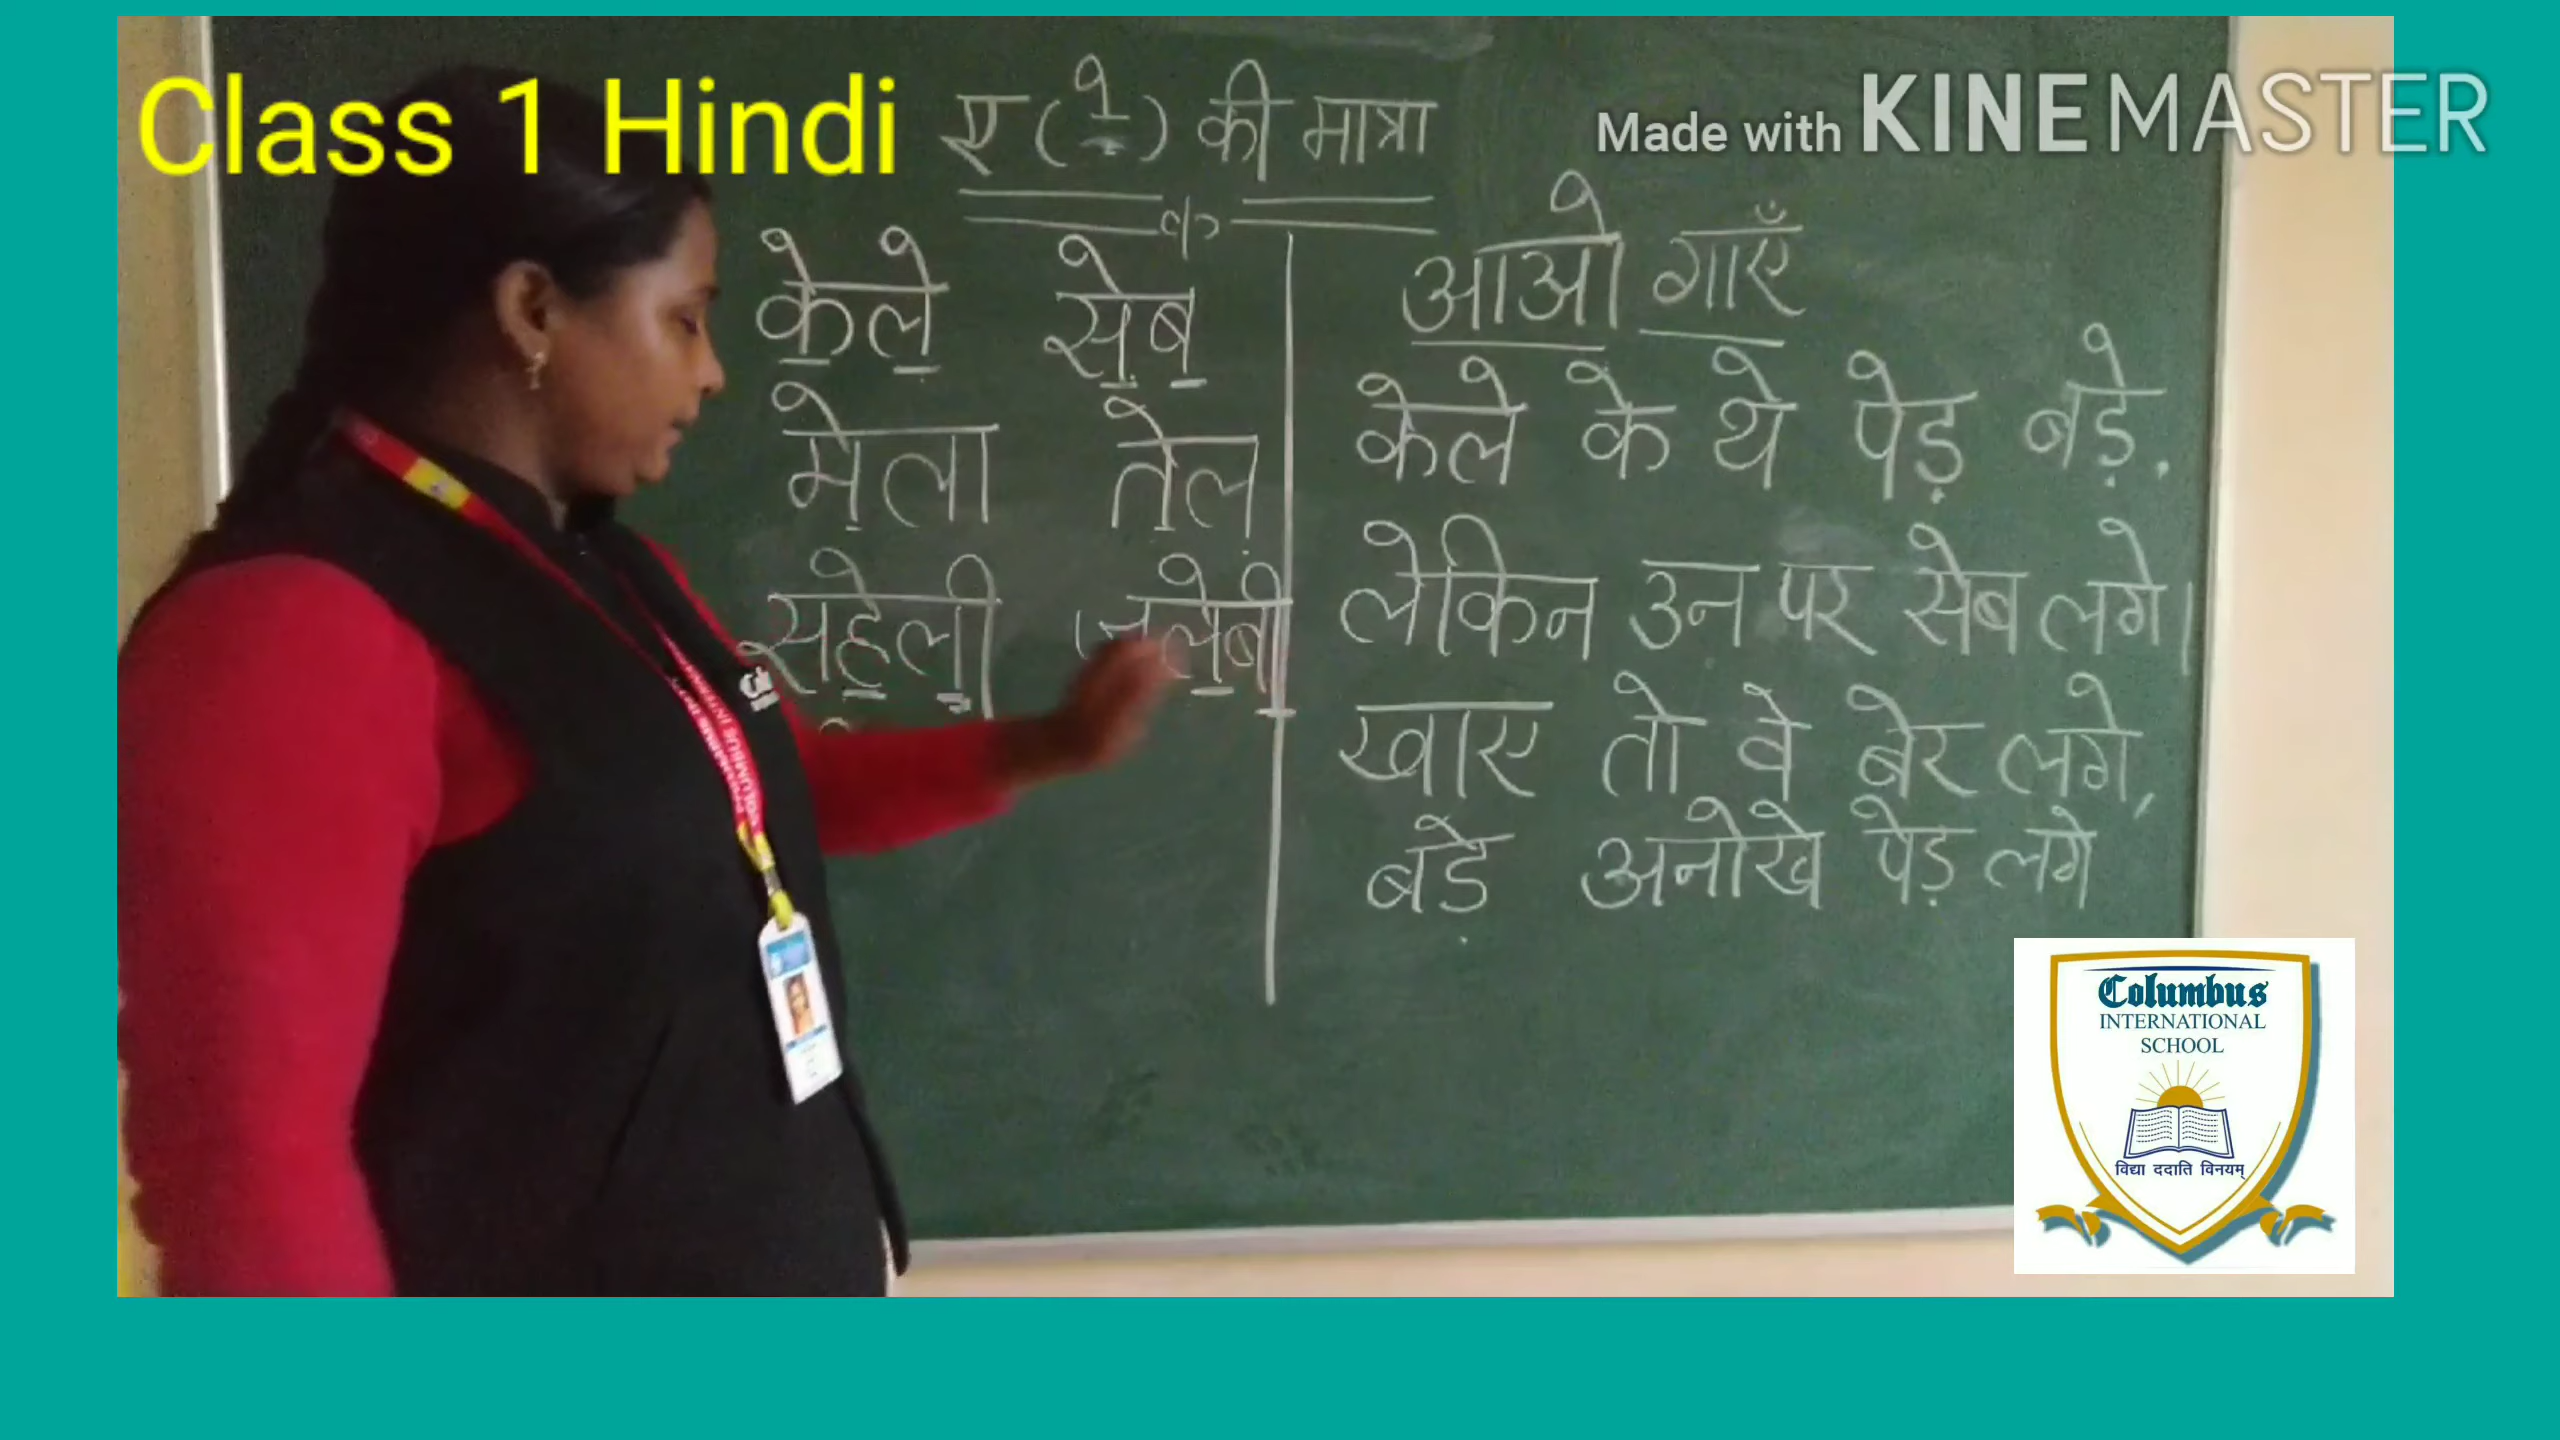 Class 1 Hindi
Made with KINEMASTER
ए ( े ) की मात्रा
केले सेब
मेला तेल
सहेली जलेबी
आओ गाएँ
केले के थे पेड़ बड़े.
लेकिन उन पर सेब लगे।
खाए तो वे बेर लगे,
बड़े अनोखे पेड़ लगे
Columbus
INTERNATIONAL
SCHOOL
विद्या ददाति विनयम्